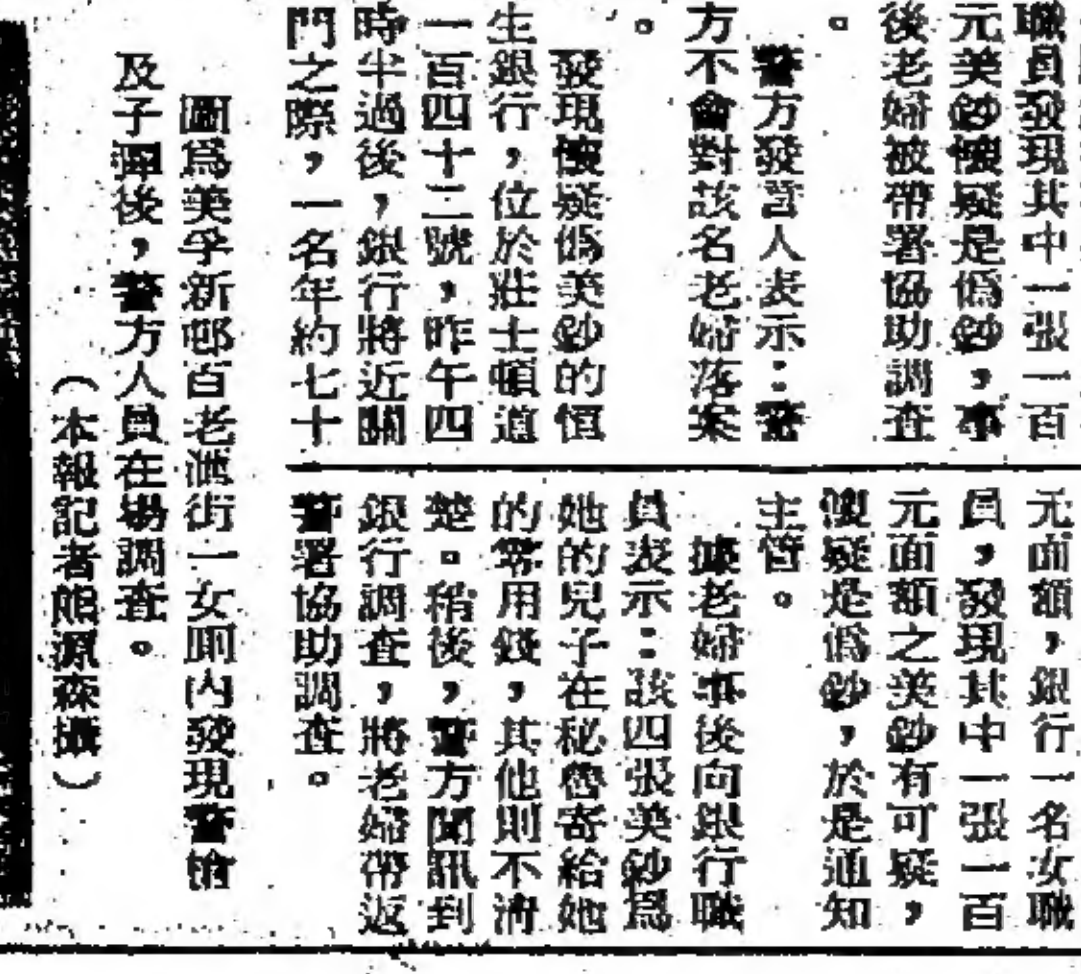 職員發現其中一張一百
元美鈔懷疑是偽鈔,事
後老婦被帶署協助調查
。
警方發言人表示:警
方不會對該名老婦落案
。
發現懷疑偽美鈔的恒
生銀行,位於莊士頓道
一百四十二號,昨午四
時半過後,銀行將近關
門之際,一名年約七十
元面額,銀行一名女職
員,發現其中一張一百
元面額之美鈔有可疑,
懷疑是偽鈔,於是通知
主管。
據老婦事後向銀行職
員表示:該四張美鈔爲
她的兒子在秘魯寄給她
的零用錢,其他則不淸
楚。稍後,警方聞訊到
銀行調查,將老婦帶返
警署協助調查。
圖爲美孚新邨百老滙街一女厠內發現警槍
及子彈後,警方人員在場調查。
(本報記者熊源森攝)